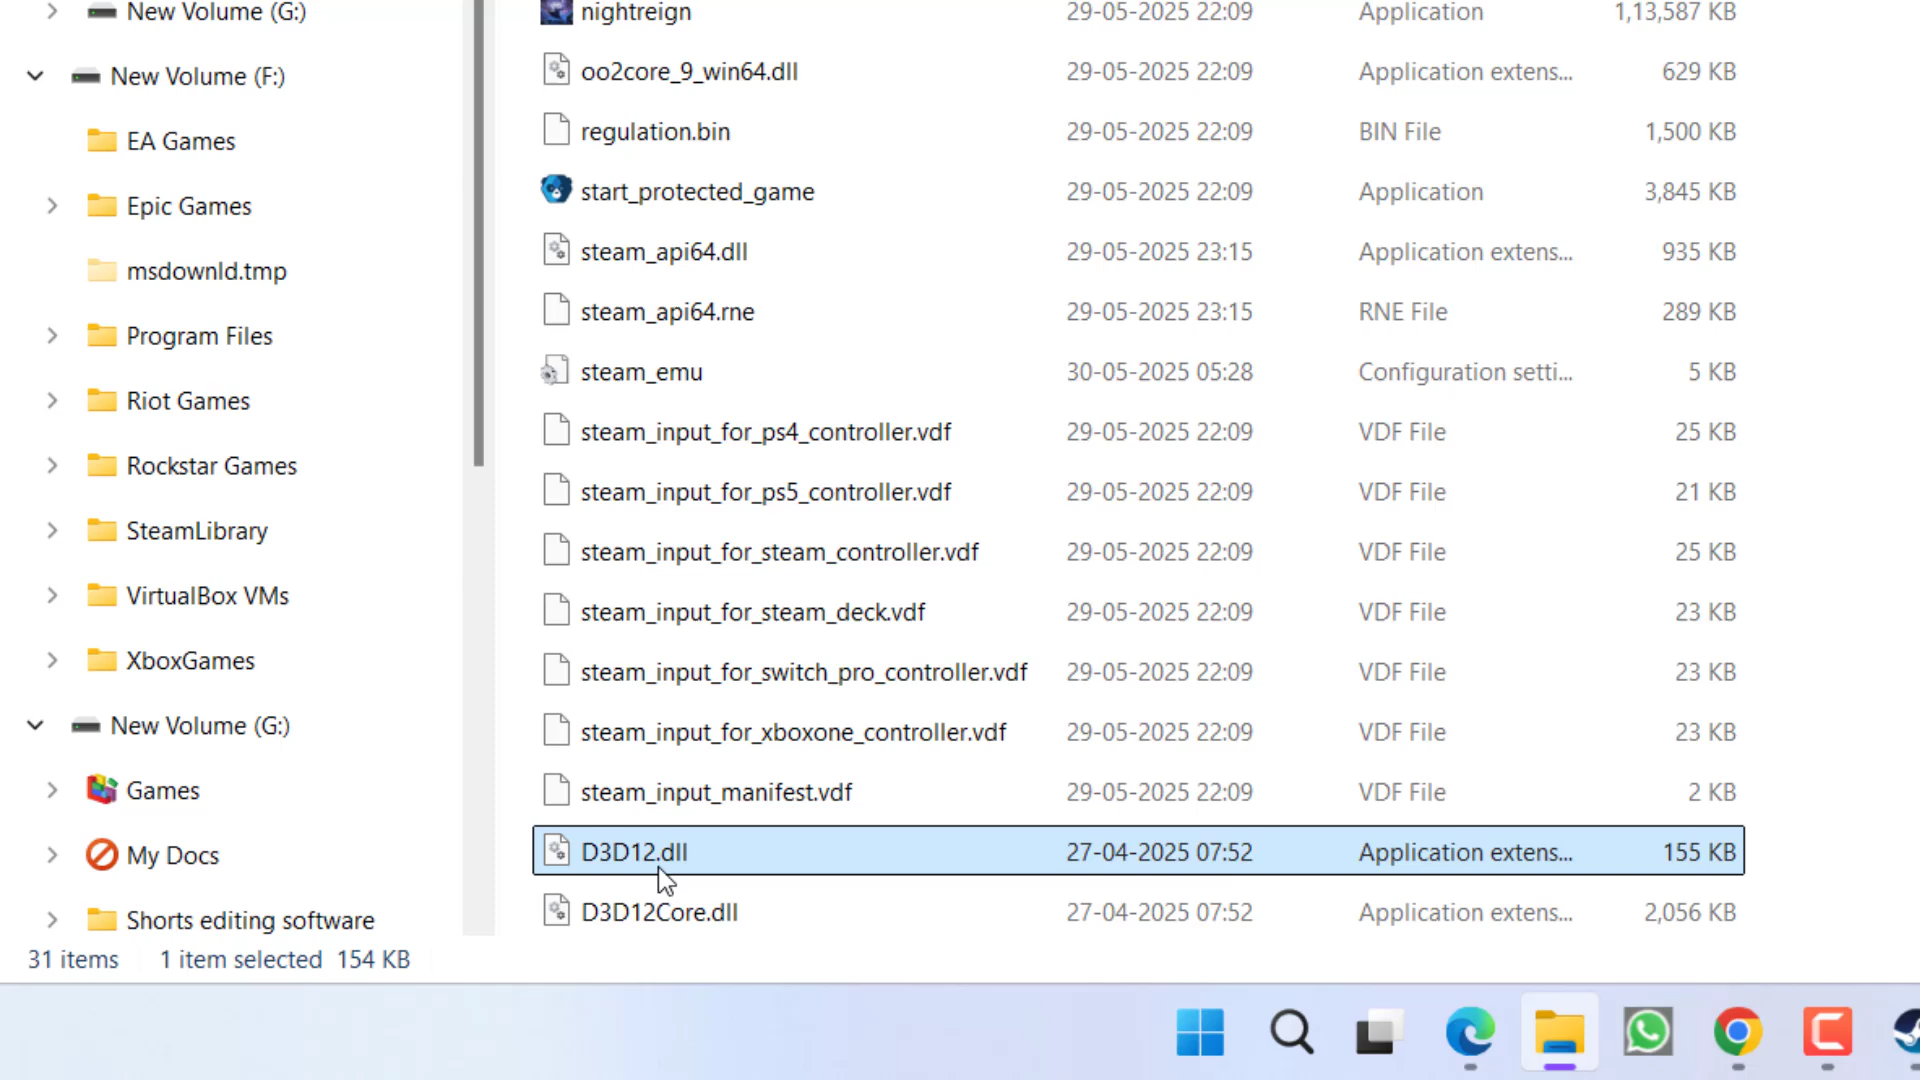 New Volume (G:)
New Volume (F:)
EA Games
Epic Games
msdownld.tmp
Program Files
Riot Games
Rockstar Games
SteamLibrary
VirtualBox VMs
XboxGames
New Volume (G:)
Games
My Docs
Shorts editing software
nightreign 29-05-2025 22:09 Application 1,13,587 KB
oo2core_9_win64.dll 29-05-2025 22:09 Application extens... 629 KB
regulation.bin 29-05-2025 22:09 BIN File 1,500 KB
start_protected_game 29-05-2025 22:09 Application 3,845 KB
steam_api64.dll 29-05-2025 23:15 Application extens... 935 KB
steam_api64.rne 29-05-2025 23:15 RNE File 289 KB
steam_emu 30-05-2025 05:28 Configuration setti... 5 KB
steam_input_for_ps4_controller.vdf 29-05-2025 22:09 VDF File 25 KB
steam_input_for_ps5_controller.vdf 29-05-2025 22:09 VDF File 21 KB
steam_input_for_steam_controller.vdf 29-05-2025 22:09 VDF File 25 KB
steam_input_for_steam_deck.vdf 29-05-2025 22:09 VDF File 23 KB
steam_input_for_switch_pro_controller.vdf 29-05-2025 22:09 VDF File 23 KB
steam_input_for_xboxone_controller.vdf 29-05-2025 22:09 VDF File 23 KB
steam_input_manifest.vdf 29-05-2025 22:09 VDF File 2 KB
D3D12.dll 27-04-2025 07:52 Application extens... 155 KB
D3D12Core.dll 27-04-2025 07:52 Application extens... 2,056 KB
31 items 1 item selected 154 KB